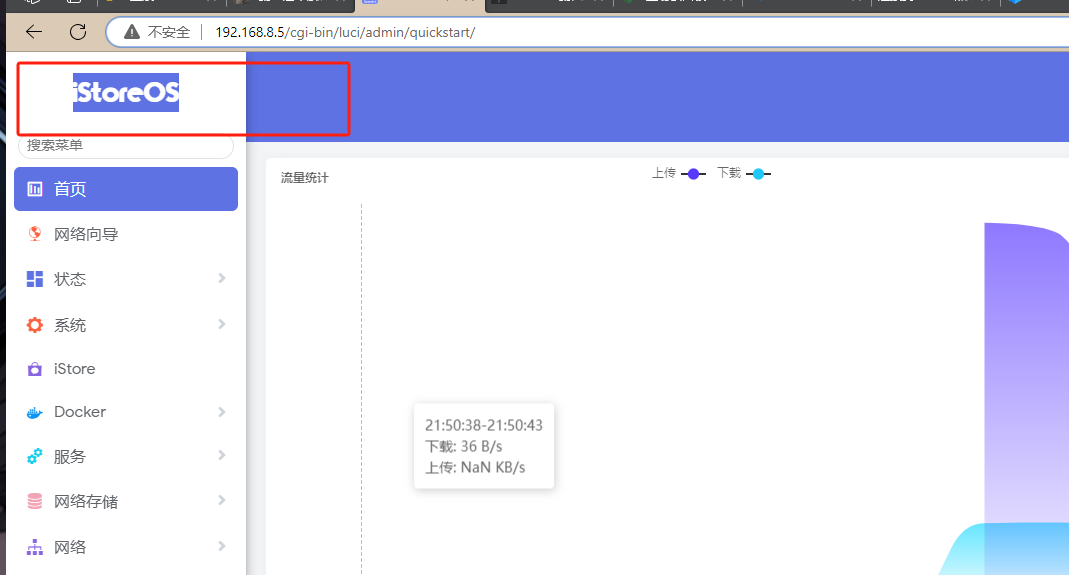 不安全 192.168.8.5/cgi-bin/luci/admin/quickstart/
iStoreOS
搜索菜单
首页
网络向导
状态
系统
iStore
Docker
服务
网络存储
网络
流量统计
上传 下载
21:50:38-21:50:43
下载: 36 B/s
上传: NaN KB/s